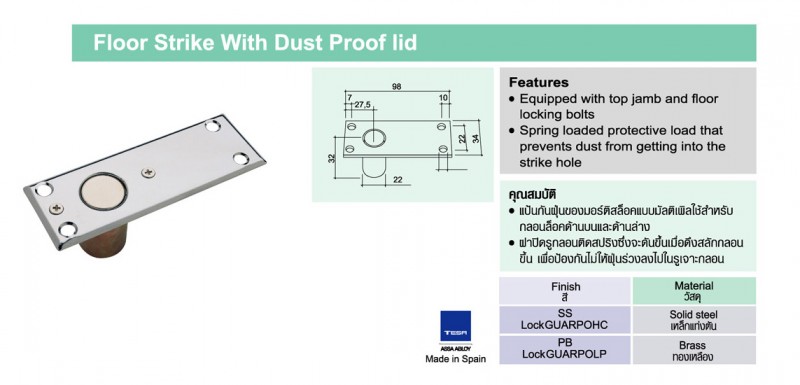 Floor Strike With Dust Proof lid
98
7
10
27,5
22
34
32
22
Features
• Equipped with top jamb and floor
locking bolts
• Spring loaded protective load that
prevents dust from getting into the
strike hole
คุณสมบัติ
• แป้นกันฝุ่นของมอร์ติสล็อคแบบมัลติเพิลใช้สำหรับ
กลอนล็อคด้านบนและด้านล่าง
• ฝาปิดรูกลอนติดสปริงซึ่งจะดันขึ้นเมื่อดึงสลักกลอน
ขึ้น เพื่อป้องกันไม่ให้ฝุ่นร่วงลงไปในรูเจาะกลอน
Finish
สี
Material
วัสดุ
SS
LockGUARPOHC
Solid steel
เหล็กแท่งตัน
PB
LockGUARPOLP
Brass
ทองเหลือง
TESA
ASSA ABLOY
Made in Spain